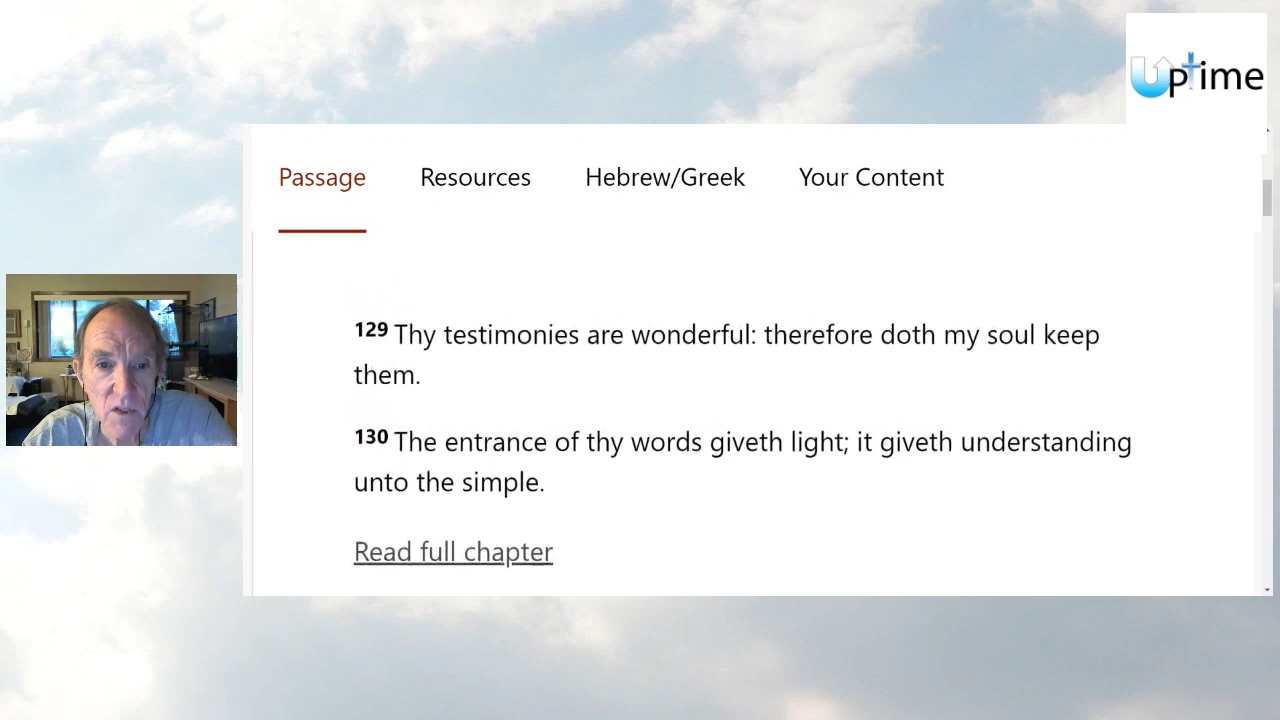 Uptime
Passage Resources Hebrew/Greek Your Content
129 Thy testimonies are wonderful: therefore doth my soul keep
them.
130 The entrance of thy words giveth light; it giveth understanding
unto the simple.
Read full chapter